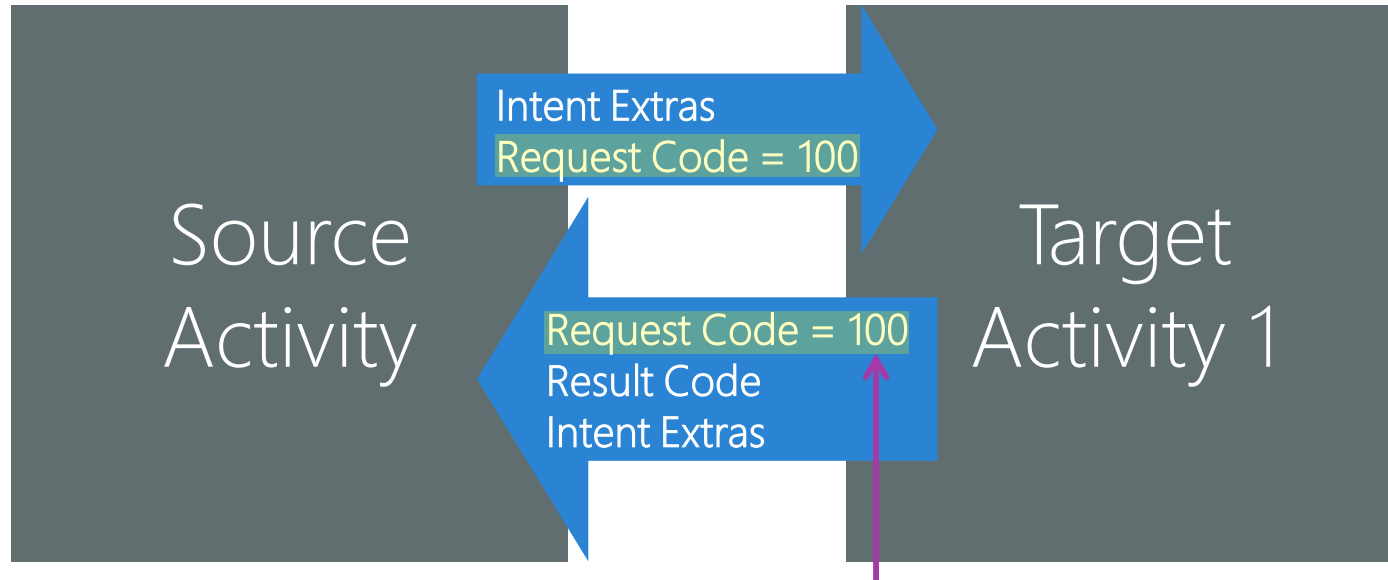 Source
Activity
Intent Extras
Request Code = 100
Request Code = 100
Result Code
Intent Extras
Target
Activity 1